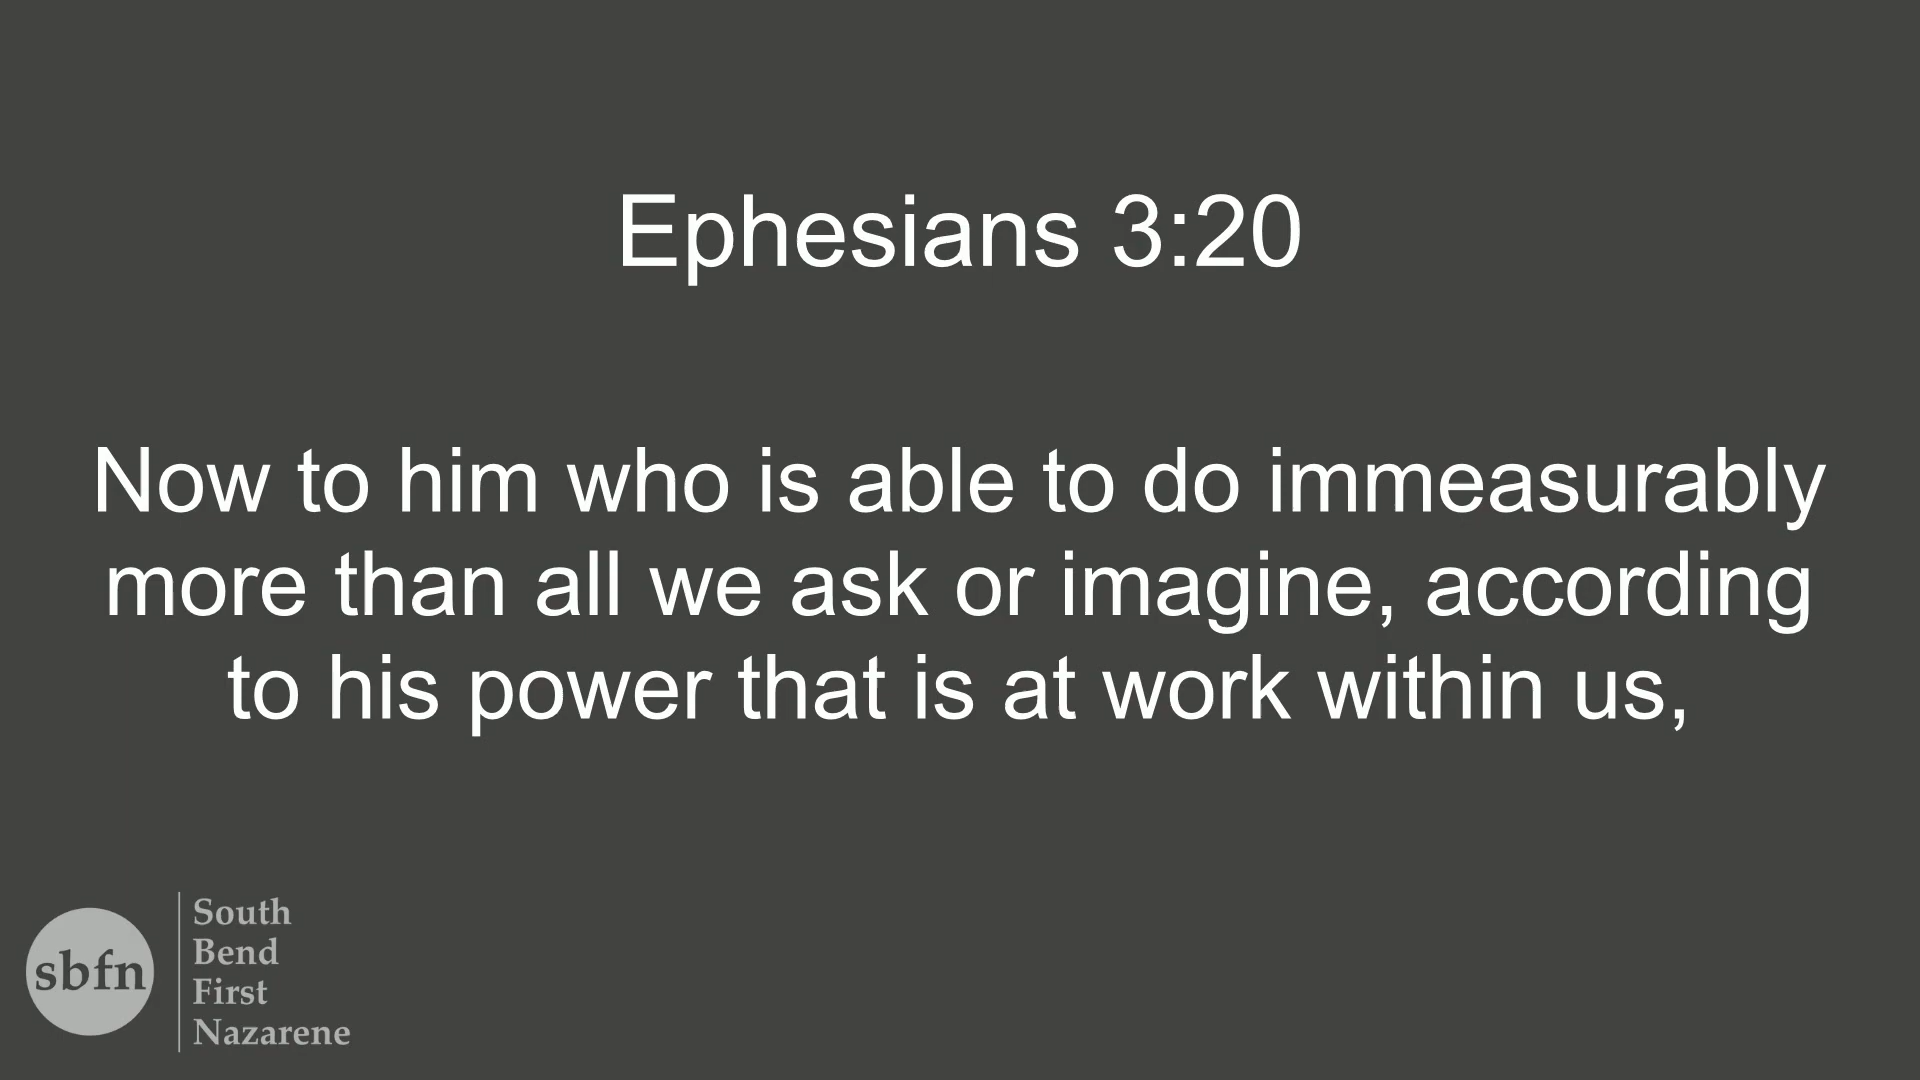 Ephesians 3:20
Now to him who is able to do immeasurably
more than all we ask or imagine, according
to his power that is at work within us,
sbfn
South
Bend
First
Nazarene